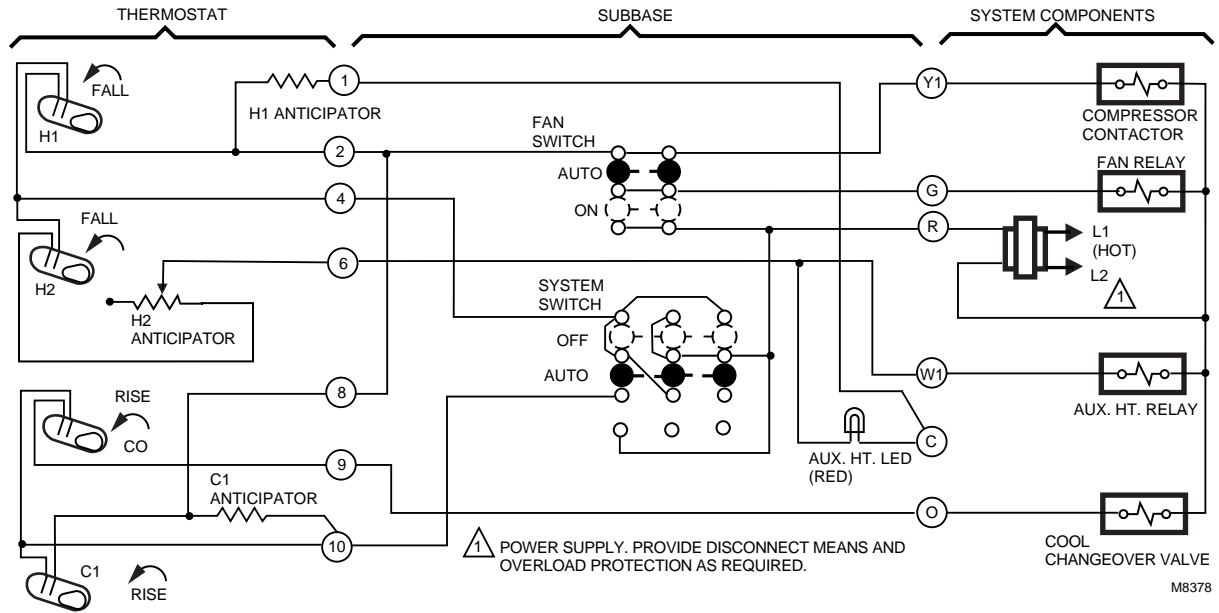 THERMOSTAT
SUBBASE
SYSTEM COMPONENTS
FALL
H1
H1 ANTICIPATOR
1
2
4
FALL
H2
6
H2
ANTICIPATOR
RISE
CO
8
9
C1
ANTICIPATOR
10
C1
RISE
FAN
SWITCH
AUTO
ON
SYSTEM
SWITCH
OFF
AUTO
AUX. HT. LED
(RED)
Y1
G
R
W1
C
O
COMPRESSOR
CONTACTOR
FAN RELAY
L1
(HOT)
L2
1
AUX. HT. RELAY
COOL
CHANGEOVER VALVE
1 POWER SUPPLY. PROVIDE DISCONNECT MEANS AND
OVERLOAD PROTECTION AS REQUIRED.
M8378